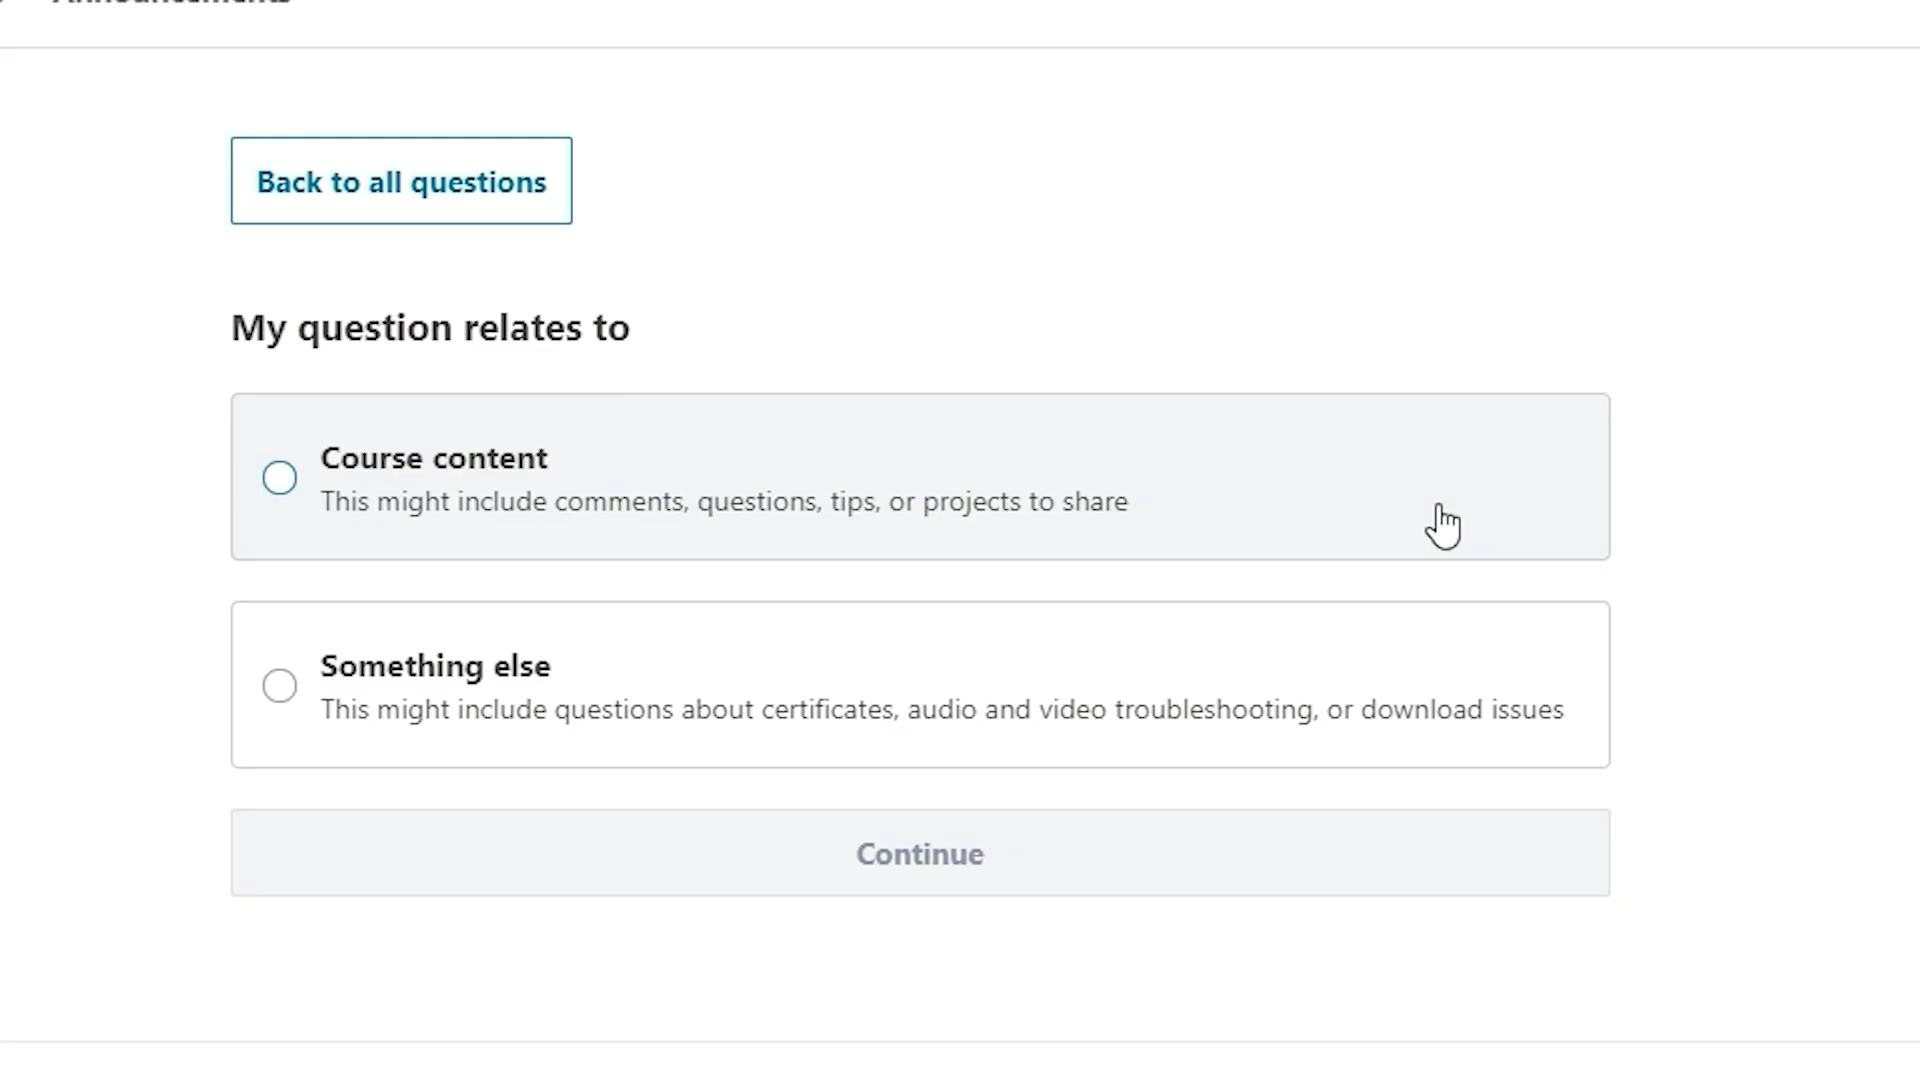 Announcements
Back to all questions
My question relates to
Course content
This might include comments, questions, tips, or projects to share
Something else
This might include questions about certificates, audio and video troubleshooting, or download issues
Continue